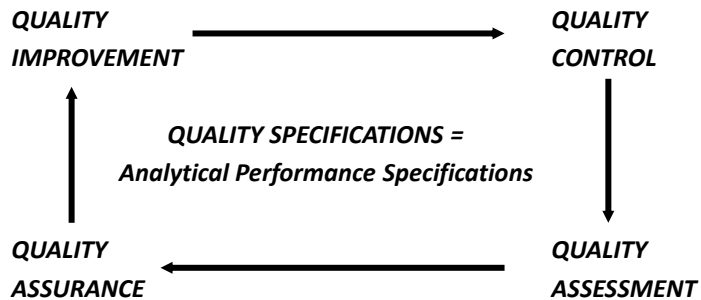 QUALITY
IMPROVEMENT
QUALITY
CONTROL
QUALITY SPECIFICATIONS =
Analytical Performance Specifications
QUALITY
ASSURANCE
QUALITY
ASSESSMENT